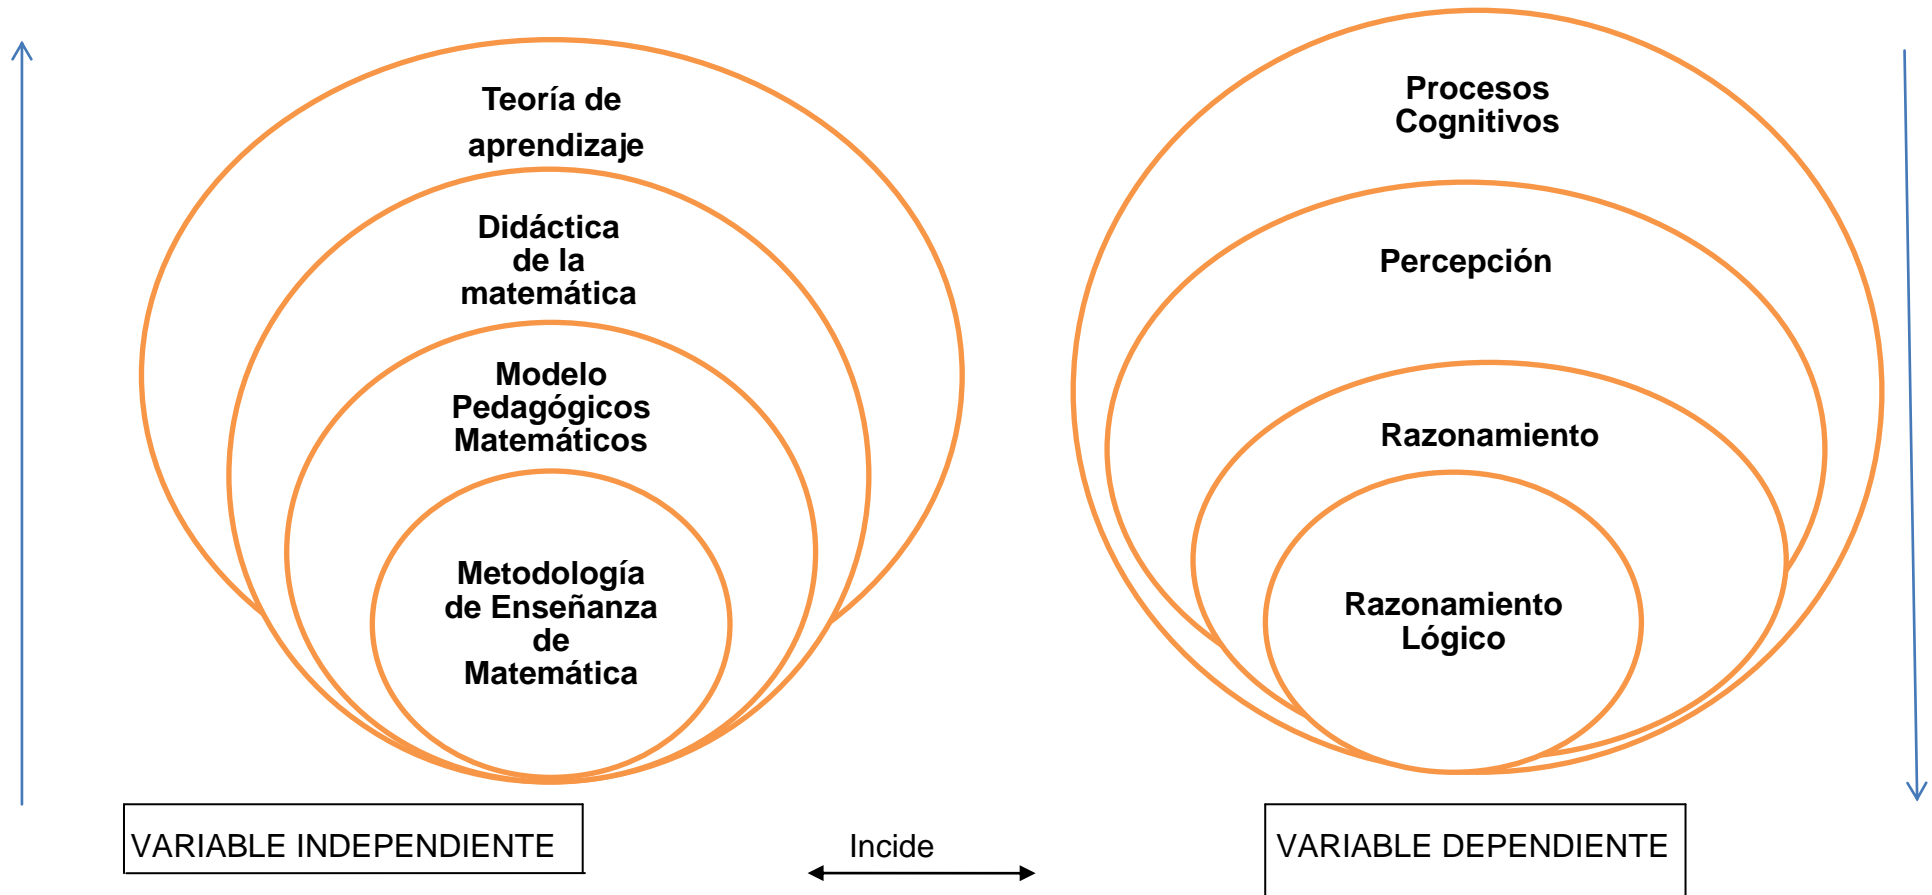 Teoría de
aprendizaje
Didáctica
de la
matemática
Modelo
Pedagógicos
Matemáticos
Metodología
de Enseñanza
de
Matemática
Procesos
Cognitivos
Percepción
Razonamiento
Razonamiento
Lógico
VARIABLE INDEPENDIENTE
Incide
VARIABLE DEPENDIENTE